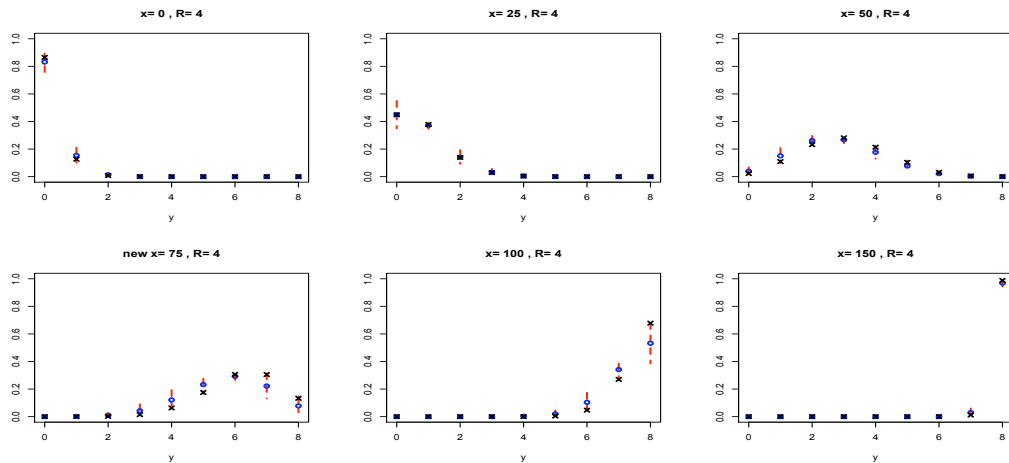 x= 0 , R= 4
x= 25 , R= 4
x= 50 , R= 4
0.0 0.2 0.4 0.6 0.8 1.0
0 2 4 6 8
y
0.0 0.2 0.4 0.6 0.8 1.0
0 2 4 6 8
y
0.0 0.2 0.4 0.6 0.8 1.0
0 2 4 6 8
y
new x= 75 , R= 4
x= 100 , R= 4
x= 150 , R= 4
0.0 0.2 0.4 0.6 0.8 1.0
0 2 4 6 8
y
0.0 0.2 0.4 0.6 0.8 1.0
0 2 4 6 8
y
0.0 0.2 0.4 0.6 0.8 1.0
0 2 4 6 8
y